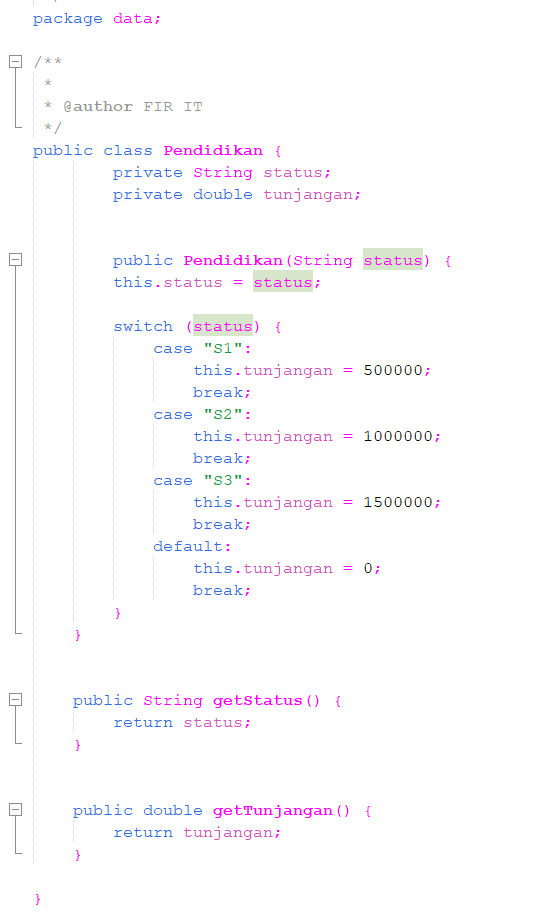 package data;
/**
 *
 * @author FIR IT
 */
public class Pendidikan {
        private String status;
        private double tunjangan;
        public Pendidikan(String status) {
        this.status = status;
        switch (status) {
            case "S1":
                this.tunjangan = 500000;
                break;
            case "S2":
                this.tunjangan = 1000000;
                break;
            case "S3":
                this.tunjangan = 1500000;
                break;
            default:
                this.tunjangan = 0;
                break;
        }
    }
    public String getStatus() {
        return status;
    }
    public double getTunjangan() {
        return tunjangan;
    }
}